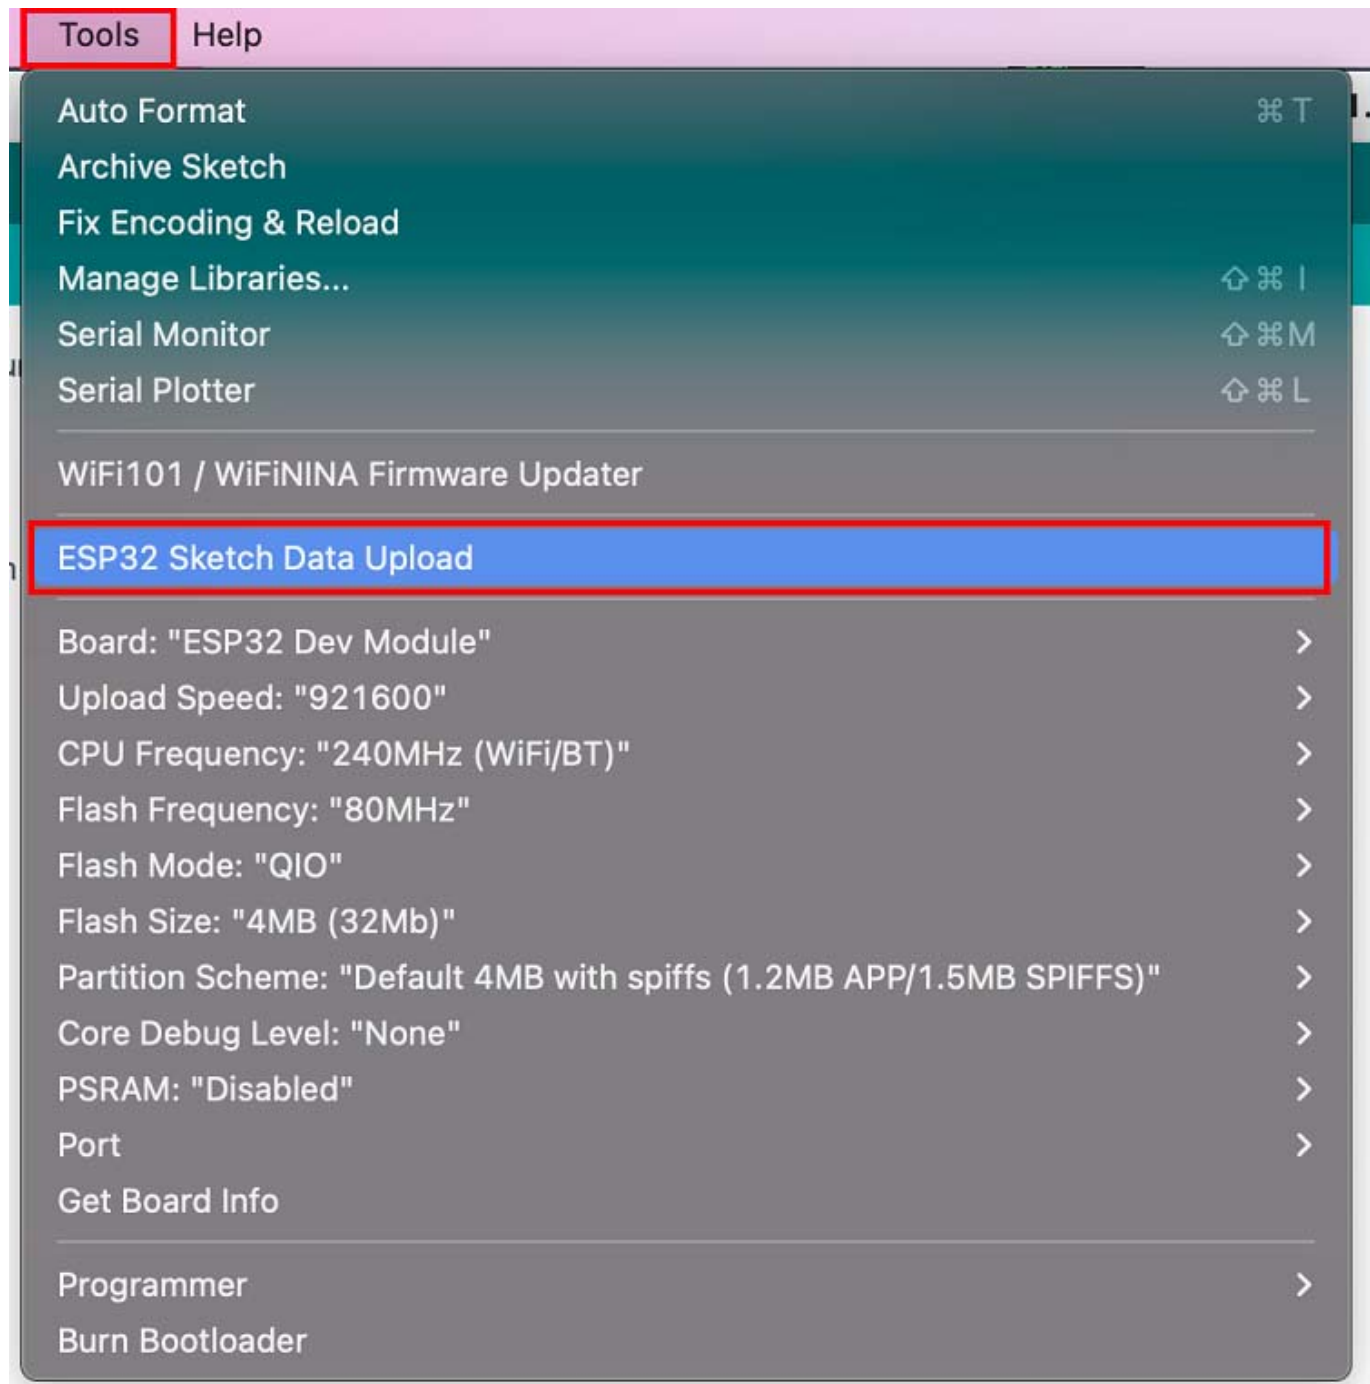 Tools Help
Auto Format ⌘ T
Archive Sketch
Fix Encoding & Reload
Manage Libraries... ⇧ ⌘ I
Serial Monitor ⇧ ⌘ M
Serial Plotter ⇧ ⌘ L
WiFi101 / WiFiNINA Firmware Updater
ESP32 Sketch Data Upload
Board: "ESP32 Dev Module"
Upload Speed: "921600"
CPU Frequency: "240MHz (WiFi/BT)"
Flash Frequency: "80MHz"
Flash Mode: "QIO"
Flash Size: "4MB (32Mb)"
Partition Scheme: "Default 4MB with spiffs (1.2MB APP/1.5MB SPIFFS)"
Core Debug Level: "None"
PSRAM: "Disabled"
Port
Get Board Info
Programmer
Burn Bootloader